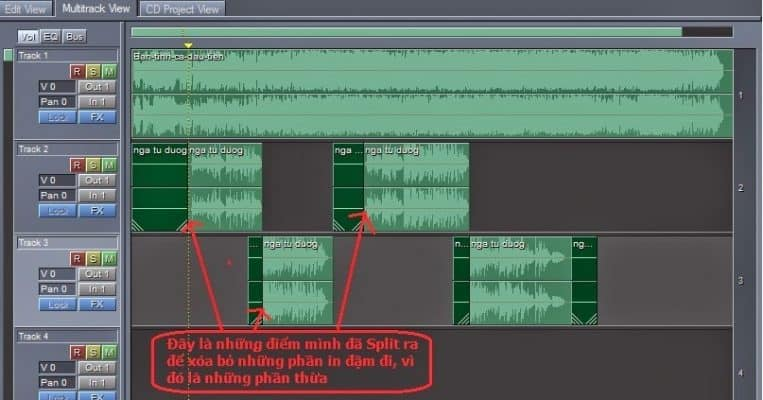 Edit View Multitrack View CD Project View
Vol EQ Bus
Track 1
R S M
V 0 Out 1
Pan 0 In 1
Lock FX
Ban-tinh-ca-dau-tien
1
Track 2
R S M
V 0 Out 1
Pan 0 In 1
Lock FX
nga tu duog nga tu duog nga ... nga tu duog
2
Track 3
R S M
V 0 Out 1
Pan 0 In 1
Lock FX
... nga tu duog n... nga tu duog ng...
3
Track 4
R S M
V 0 Out 1
Pan 0 In 1
Lock FX
4
Đây là những điểm mình đã Split ra
để xóa bỏ những phần in đậm đi, vì
đó là những phần thừa